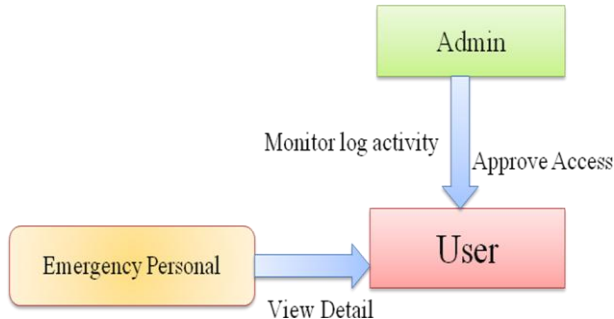 Admin
Monitor log activity
Approve Access
User
Emergency Personal
View Detail